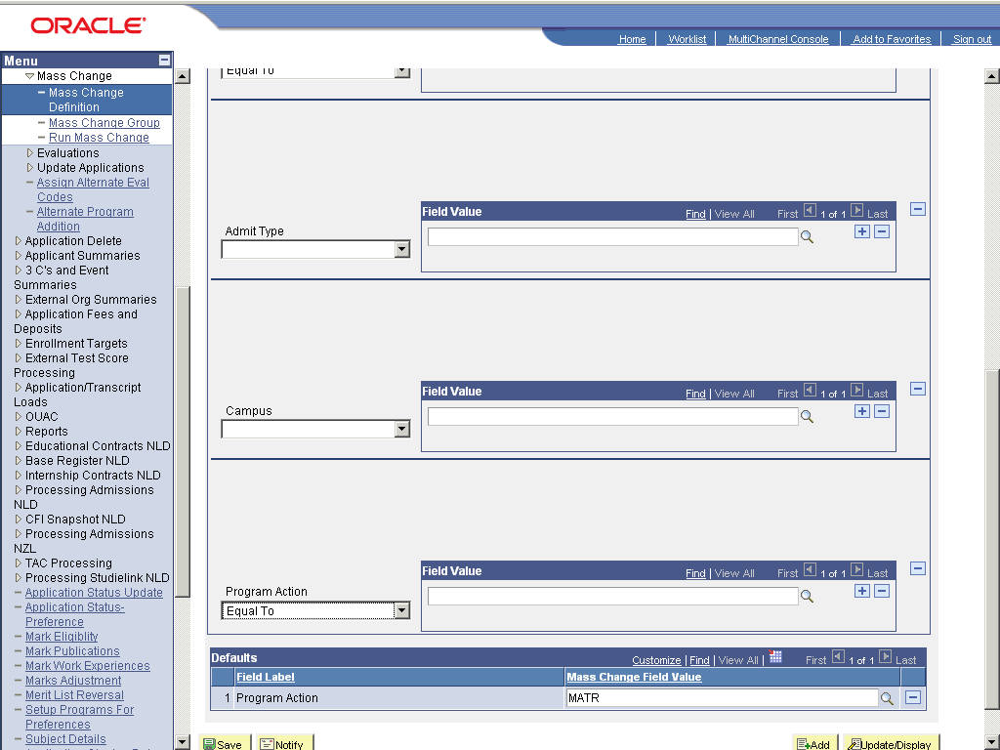 ORACLE
Home
Worklist
MultiChannel Console
Add to Favorites
Sign out
Menu
Mass Change
Mass Change
Definition
Mass Change Group
Run Mass Change
Evaluations
Update Applications
Assign Alternate Eval
Codes
Alternate Program
Addition
Application Delete
Applicant Summaries
3 C's and Event
Summaries
External Org Summaries
Application Fees and
Deposits
Enrollment Targets
External Test Score
Processing
Application/Transcript
Loads
OUAC
Reports
Educational Contracts NLD
Base Register NLD
Internship Contracts NLD
Processing Admissions
NLD
CFI Snapshot NLD
Processing Admissions
NZL
TAC Processing
Processing Studielink NLD
Application Status Update
Application Status-
Preference
Mark Eligiblity
Mark Publications
Mark Work Experiences
Marks Adjustment
Merit List Reversal
Setup Programs For
Preferences
Subject Details
Equal To
Field Value
Find | View All First 1 of 1 Last
Admit Type
Field Value
Find | View All First 1 of 1 Last
Campus
Field Value
Find | View All First 1 of 1 Last
Program Action
Equal To
Defaults
Customize | Find | View All | First 1 of 1 Last
Field Label Mass Change Field Value
1 Program Action MATR
Save
Notify
Add
Update/Display